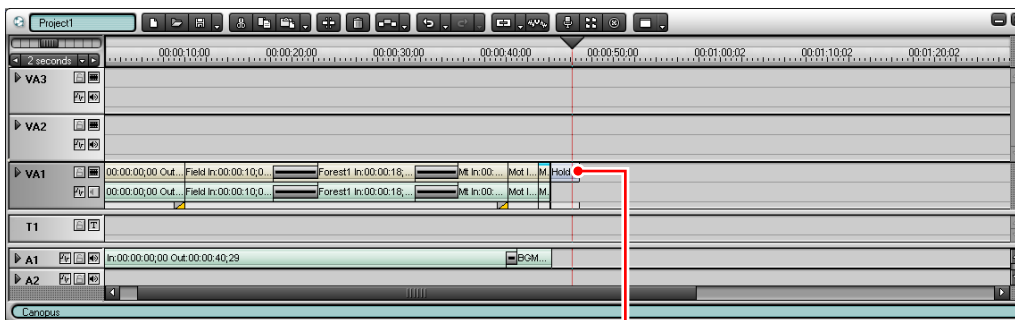 Project1
00:00:10;00 00:00:20;00 00:00:30;00 00:00:40;00 00:00:50;00 00:01:00;02 00:01:10;02 00:01:20;02
2 seconds
VA3
VA2
VA1 00:00:00;00 Out... Field In:00:00:10;0... Forest1 In:00:00:18;... Mt In:00:... Mot I... M. Hold
00:00:00;00 Out... Field In:00:00:10;0... Forest1 In:00:00:18;... Mt In:00:... Mot I... M.
T1 T
A1 In:00:00:00;00 Out:00:00:40;29 BGM...
A2
Canopus